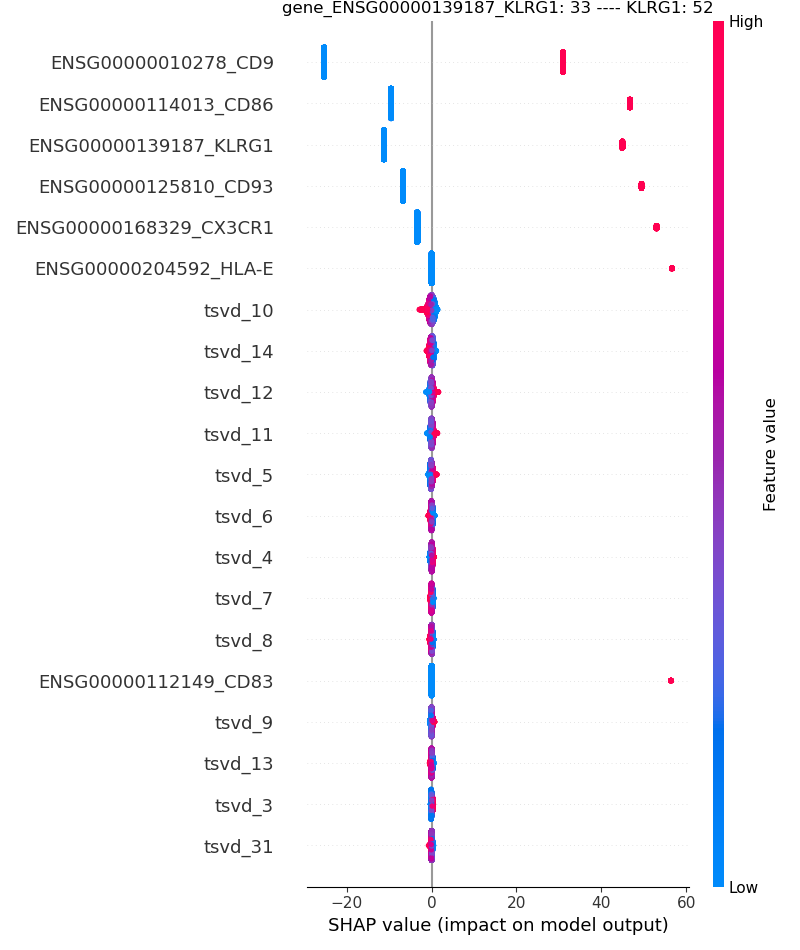 gene_ENSG00000139187_KLRG1: 33 ---- KLRG1: 52
High
ENSG00000010278_CD9
ENSG00000114013_CD86
ENSG00000139187_KLRG1
ENSG00000125810_CD93
ENSG00000168329_CX3CR1
ENSG00000204592_HLA-E
tsvd_10
tsvd_14
tsvd_12
tsvd_11
tsvd_5
tsvd_6
tsvd_4
tsvd_7
tsvd_8
ENSG00000112149_CD83
tsvd_9
tsvd_13
tsvd_3
tsvd_31
Feature value
Low
−20 0 20 40 60
SHAP value (impact on model output)